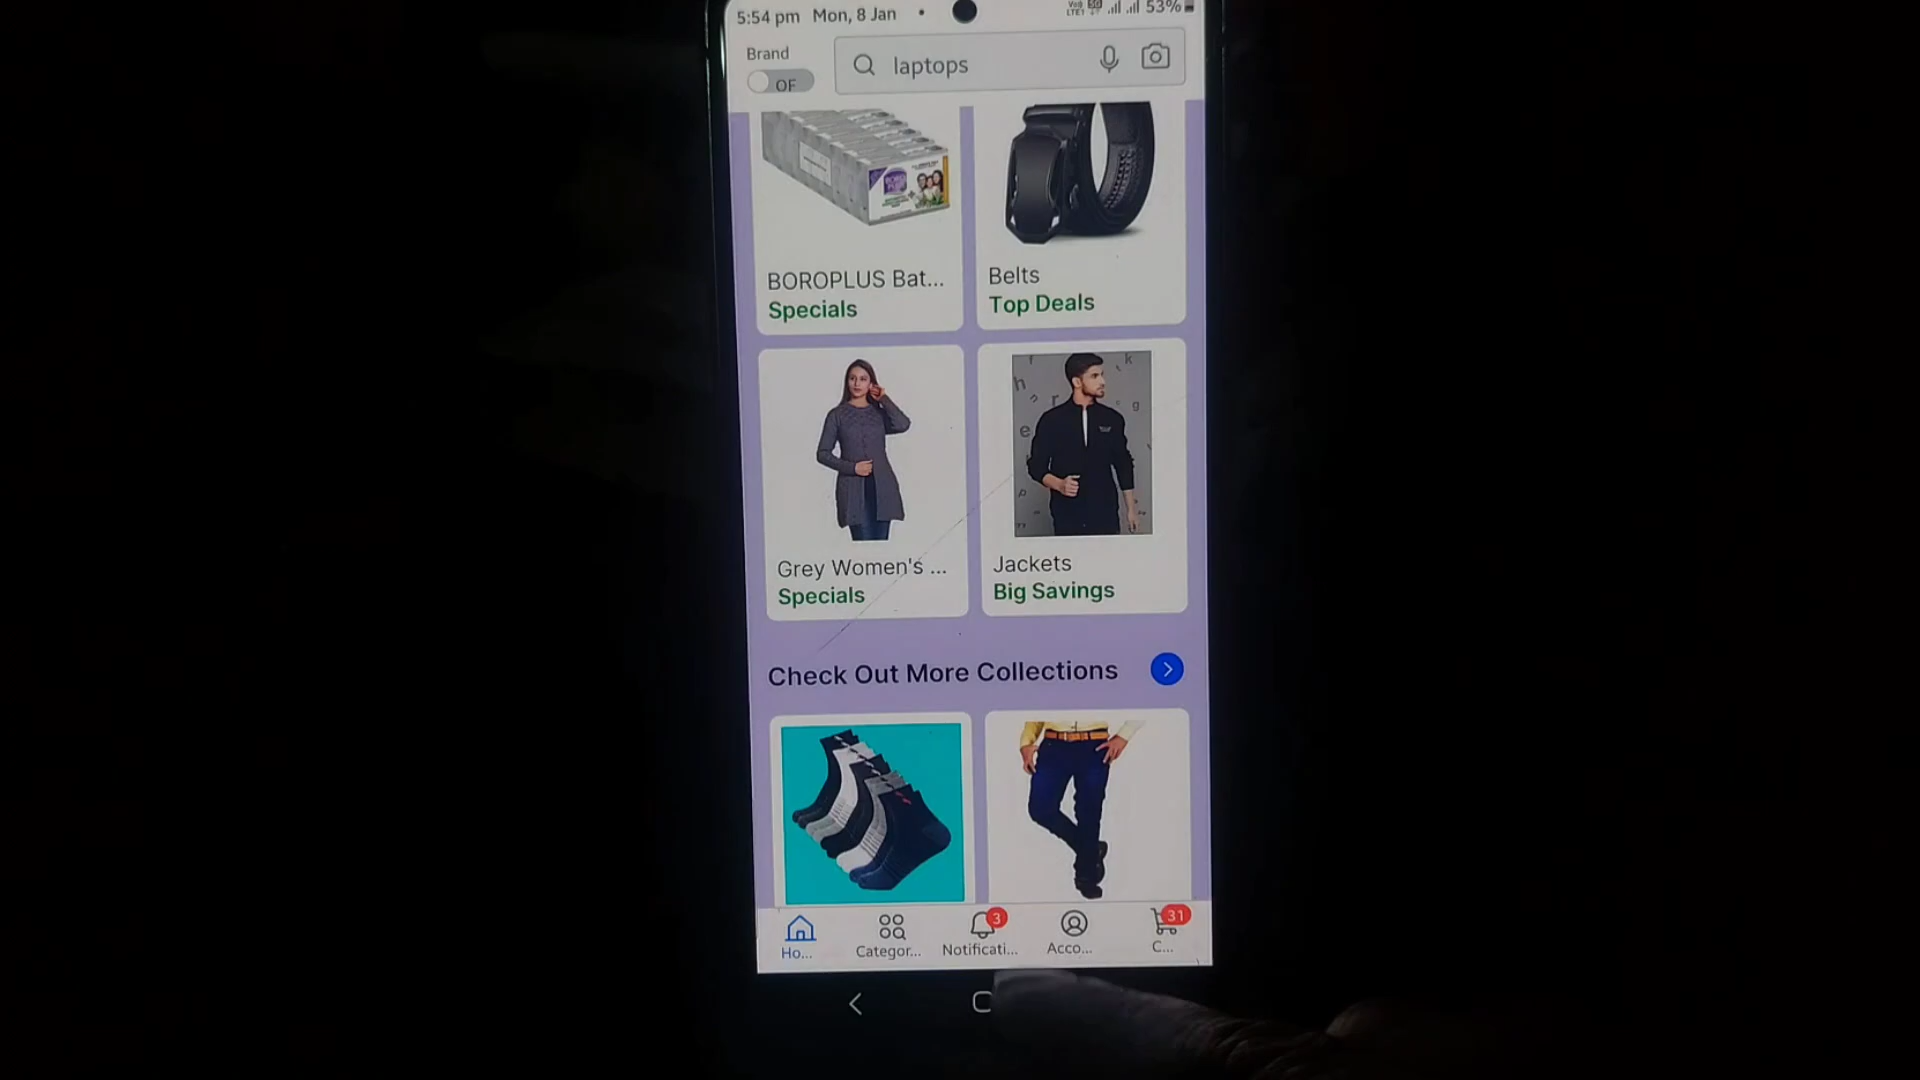 5:54 pm Mon, 8 Jan
53%
Brand
OF
laptops
BOROPLUS Bat...
Specials
Belts
Top Deals
Grey Women's ...
Specials
Jackets
Big Savings
Check Out More Collections
Ho...
Categor...
3
Notificati...
Acco...
31
C...